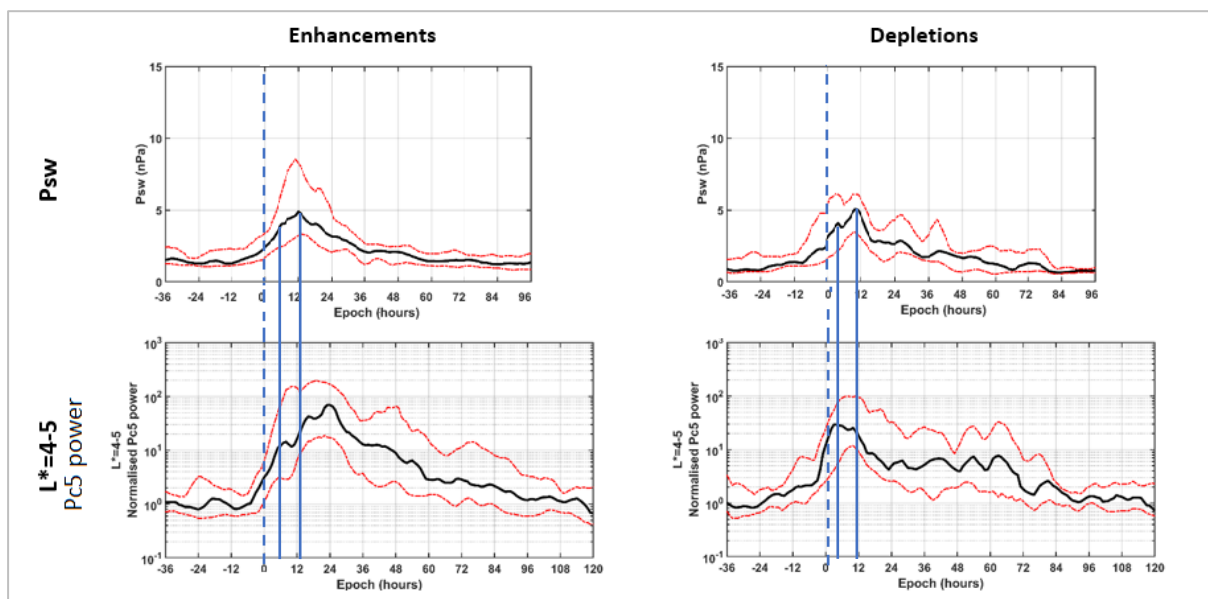 Enhancements
Depletions
Psw
Psw (nPa)
15
10
5
0
-36 -24 -12 0 12 24 36 48 60 72 84 96
Epoch (hours)
Psw (nPa)
15
10
5
0
-36 -24 -12 0 12 24 36 48 60 72 84 96
Epoch (hours)
L*=4-5
Pc5 power
L*=4-5
Normalised Pc5 power
10³
10²
10¹
10⁰
10⁻¹
-36 -24 -12 0 12 24 36 48 60 72 84 96 108 120
Epoch (hours)
L*=4-5
Normalised Pc5 power
10³
10²
10¹
10⁰
10⁻¹
-36 -24 -12 0 12 24 36 48 60 72 84 96 108 120
Epoch (hours)